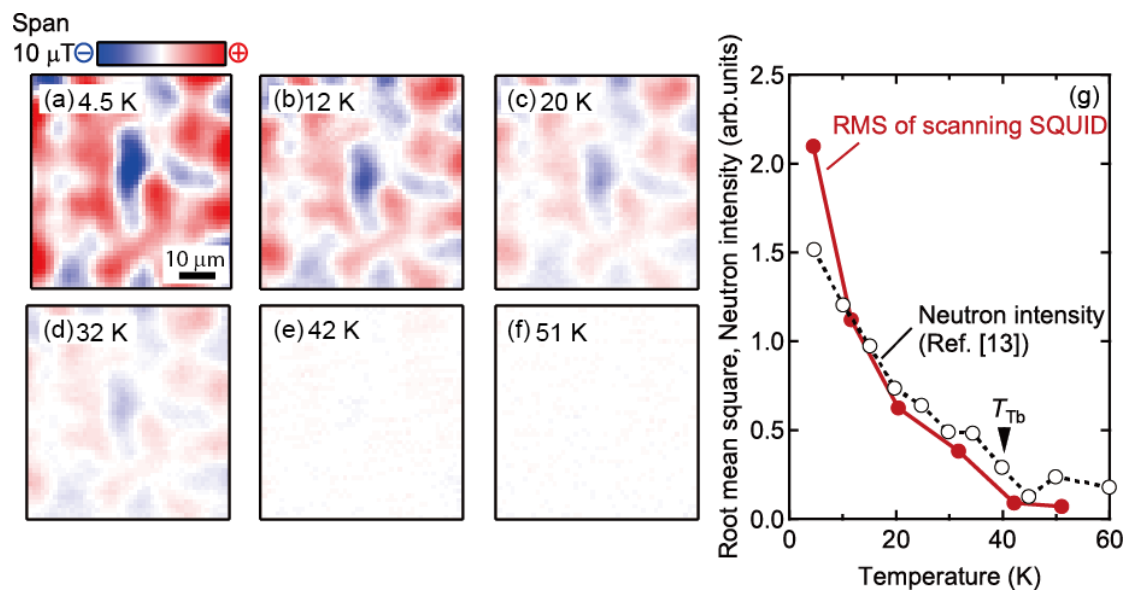 Span
10 μT ⊖ ⊕
(a) 4.5 K
(b) 12 K
(c) 20 K
10 μm
(d) 32 K
(e) 42 K
(f) 51 K
(g)
Root mean square, Neutron intensity (arb.units)
2.5
2.0
1.5
1.0
0.5
0.0
RMS of scanning SQUID
Neutron intensity
(Ref. [13])
T_Tb
0
20
40
60
Temperature (K)